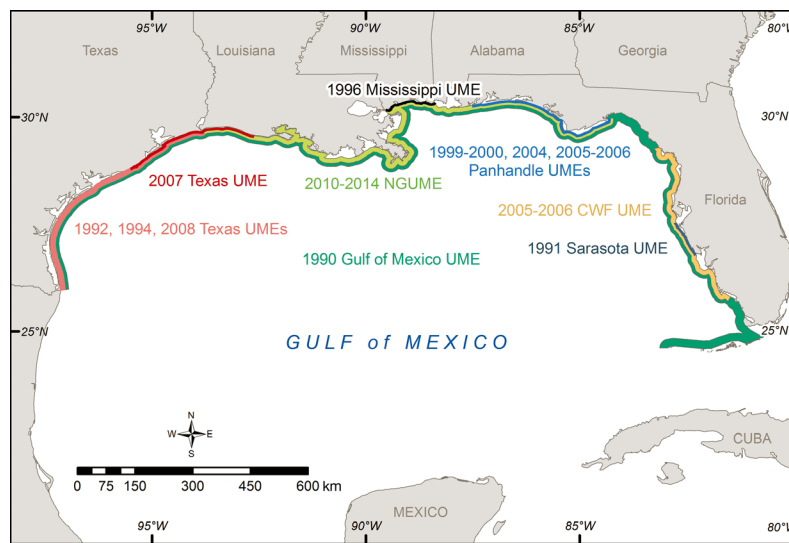 95°W
90°W
85°W
80°W
Texas
Louisiana
Mississippi
Alabama
Georgia
1996 Mississippi UME
30°N
30°N
1999-2000, 2004, 2005-2006
Panhandle UMEs
2007 Texas UME
2010-2014 NGUME
Florida
2005-2006 CWF UME
1992, 1994, 2008 Texas UMEs
1991 Sarasota UME
1990 Gulf of Mexico UME
25°N
25°N
GULF of MEXICO
N
W
E
S
CUBA
0 75 150 300 450 600 km
MEXICO
95°W
90°W
85°W
80°W